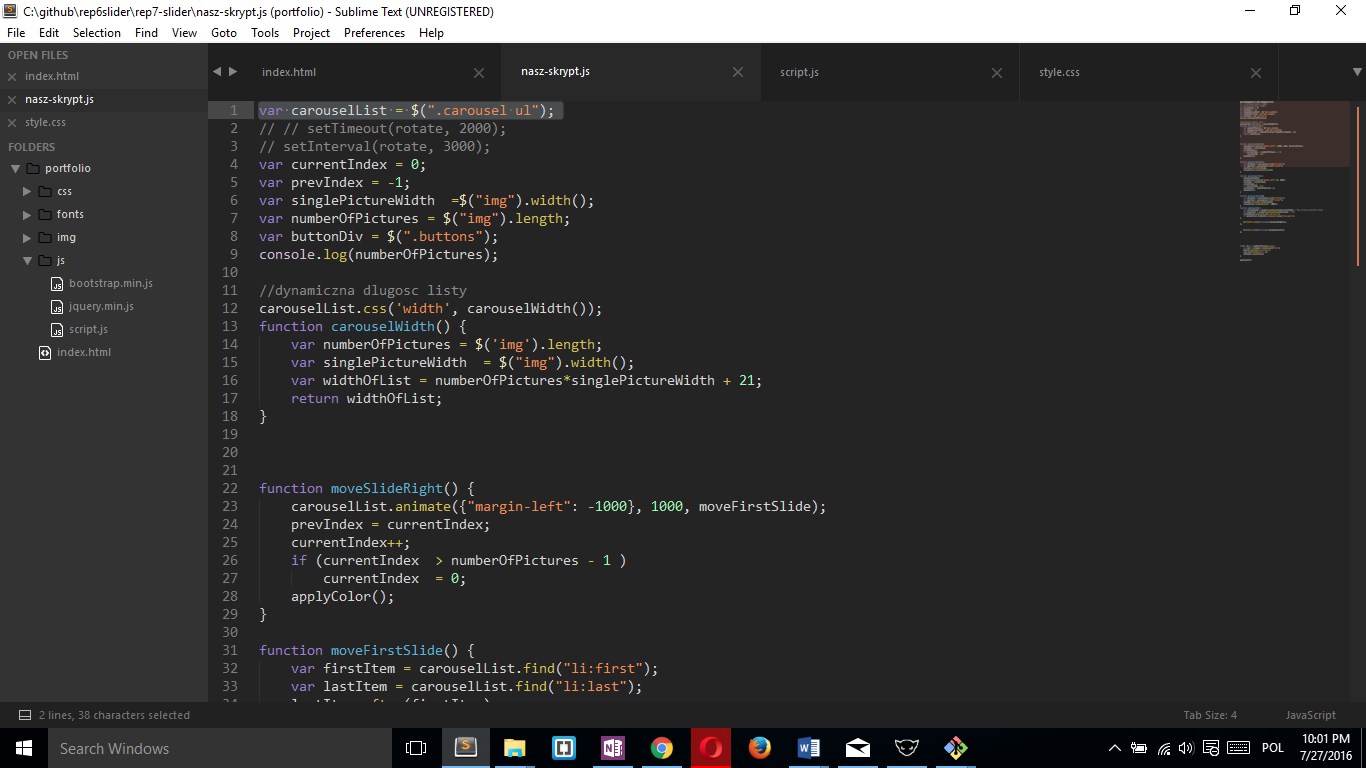 C:\github\rep6slider\rep7-slider\nasz-skrypt.js (portfolio) - Sublime Text (UNREGISTERED)
File Edit Selection Find View Goto Tools Project Preferences Help
OPEN FILES
index.html
nasz-skrypt.js
style.css
FOLDERS
portfolio
css
fonts
img
js
bootstrap.min.js
jquery.min.js
script.js
index.html
index.html nasz-skrypt.js script.js style.css
1 var carouselList = $(".carousel ul");
2 // // setTimeout(rotate, 2000);
3 // setInterval(rotate, 3000);
4 var currentIndex = 0;
5 var prevIndex = -1;
6 var singlePictureWidth  =$("img").width();
7 var numberOfPictures = $("img").length;
8 var buttonDiv = $(".buttons");
9 console.log(numberOfPictures);
10
11 //dynamiczna dlugosc listy
12 carouselList.css('width', carouselWidth());
13 function carouselWidth() {
14     var numberOfPictures = $('img').length;
15     var singlePictureWidth  = $("img").width();
16     var widthOfList = numberOfPictures*singlePictureWidth + 21;
17     return widthOfList;
18 }
19
20
21
22 function moveSlideRight() {
23     carouselList.animate({"margin-left": -1000}, 1000, moveFirstSlide);
24     prevIndex = currentIndex;
25     currentIndex++;
26     if (currentIndex  > numberOfPictures - 1 )
27         currentIndex  = 0;
28     applyColor();
29 }
30
31 function moveFirstSlide() {
32     var firstItem = carouselList.find("li:first");
33     var lastItem = carouselList.find("li:last");
2 lines, 38 characters selected
Tab Size: 4 JavaScript
Search Windows
POL
10:01 PM
7/27/2016